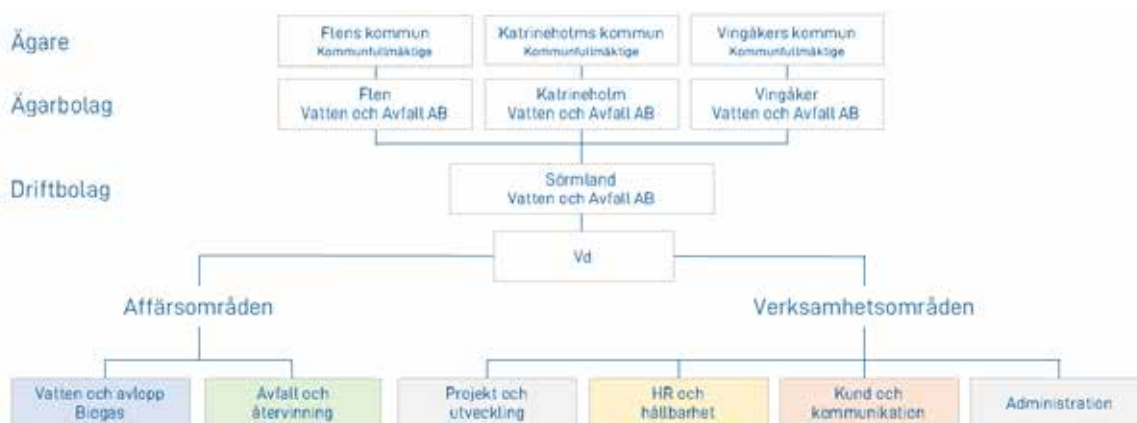 Ägare
Flens kommun
Kommunfullmäktige
Katrineholms kommun
Kommunfullmäktige
Vingåkers kommun
Kommunfullmäktige
Ägarbolag
Flen
Vatten och Avfall AB
Katrineholm
Vatten och Avfall AB
Vingåker
Vatten och Avfall AB
Driftbolag
Sörmland
Vatten och Avfall AB
Vd
Affärsområden
Verksamhetsområden
Vatten och avlopp
Biogas
Avfall och
återvinning
Projekt och
utveckling
HR och
hållbarhet
Kund och
kommunikation
Administration